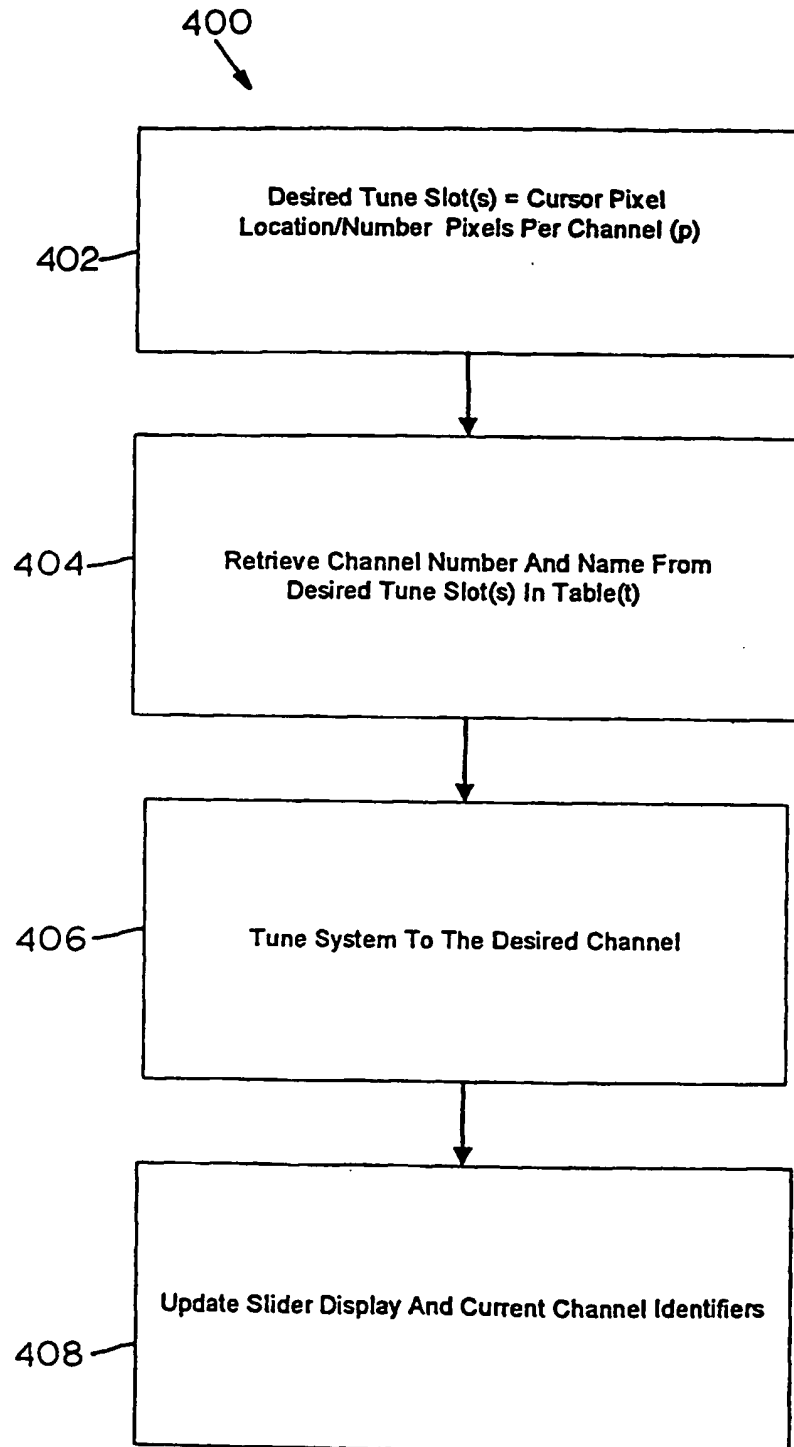 400
Desired Tune Slot(s) = Cursor Pixel
Location/Number Pixels Per Channel (p)
402
404
Retrieve Channel Number And Name From
Desired Tune Slot(s) In Table(t)
406
Tune System To The Desired Channel
Update Slider Display And Current Channel Identifiers
408